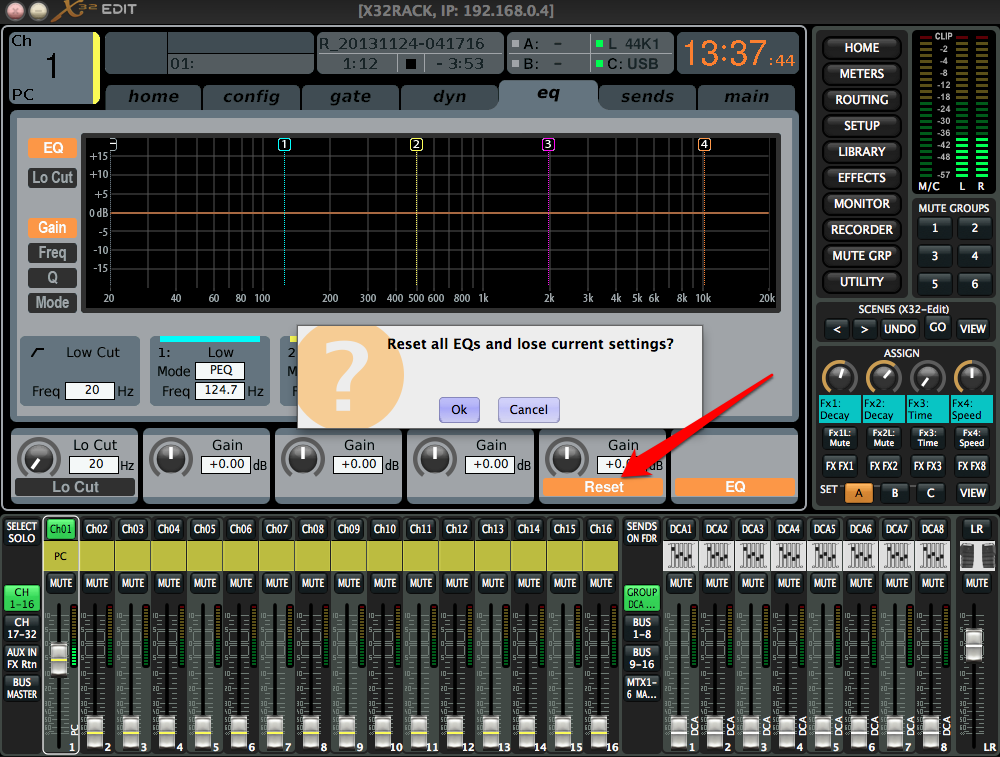 X32 EDIT
[X32RACK, IP: 192.168.0.4]
Ch
1
PC
01:
R_20131124-041716
1:12 - 3:53
A: - L 44K1
B: - C: USB
13:37:44
home config gate dyn eq sends main
EQ
Lo Cut
Gain
Freq
Q
Mode
1 2 3 4
+15
+10
+5
0 dB
-5
-10
-15
20 40 60 80 100 200 300 400 500 600 1k 2k 3k 4k 5k 6k 8k 10k 20k
Low Cut
Freq 20 Hz
1: Low
Mode PEQ
Freq 124.7 Hz
2
M
F
?
Reset all EQs and lose current settings?
Ok Cancel
Lo Cut
20 Hz
Lo Cut
Gain
+0.00 dB
Gain
+0.00 dB
Gain
+0.00 dB
Gain
dB
Reset
EQ
HOME
METERS
ROUTING
SETUP
LIBRARY
EFFECTS
MONITOR
RECORDER
MUTE GRP
UTILITY
CLIP
-2
-4
-8
-12
-18
-24
-30
-36
-42
-48
-57
M/C L R
MUTE GROUPS
1 2
3 4
5 6
SCENES (X32-Edit)
< > UNDO GO VIEW
ASSIGN
Fx1: Fx2: Fx3: Fx4:
Decay Decay Time Speed
Fx1L: Fx2L: Fx3: Fx4:
Mute Mute Time Speed
FX FX1 FX FX2 FX FX3 FX FX8
SET A B C VIEW
SELECT
SOLO
Ch01 Ch02 Ch03 Ch04 Ch05 Ch06 Ch07 Ch08 Ch09 Ch10 Ch11 Ch12 Ch13 Ch14 Ch15 Ch16
SENDS
ON FDR
DCA1 DCA2 DCA3 DCA4 DCA5 DCA6 DCA7 DCA8 LR
PC
MUTE MUTE MUTE MUTE MUTE MUTE MUTE MUTE MUTE MUTE MUTE MUTE MUTE MUTE MUTE MUTE
MUTE MUTE MUTE MUTE MUTE MUTE MUTE MUTE MUTE
CH
1-16
CH
17-32
AUX IN
FX Rtn
BUS
MASTER
GROUP
DCA ...
BUS
1-8
BUS
9-16
MTX1-
6 MA...
PC
1 2 3 4 5 6 7 8 9 10 11 12 13 14 15 16
DCA DCA DCA DCA DCA DCA DCA DCA
1 2 3 4 5 6 7 8 LR